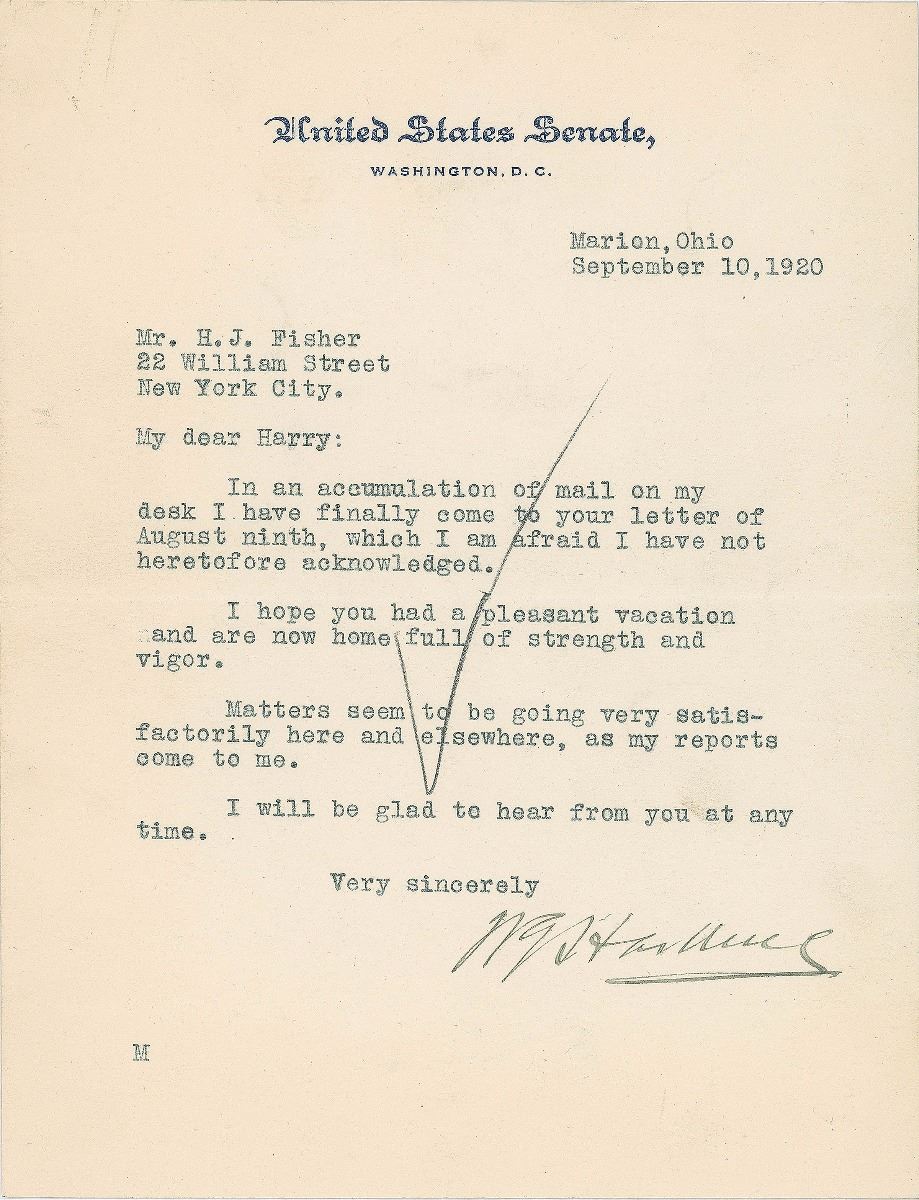 United States Senate,
WASHINGTON, D. C.
Marion,Ohio
September 10,1920
Mr. H.J. Fisher
22 William Street
New York City.
My dear Harry:
In an accumulation of mail on my
desk I have finally come to your letter of
August ninth, which I am afraid I have not
heretofore acknowledged.
I hope you had a pleasant vacation
and are now home full of strength and
vigor.
Matters seem to be going very satis-
factorily here and elsewhere, as my reports
come to me.
I will be glad to hear from you at any
time.
Very sincerely
WGHarding
M